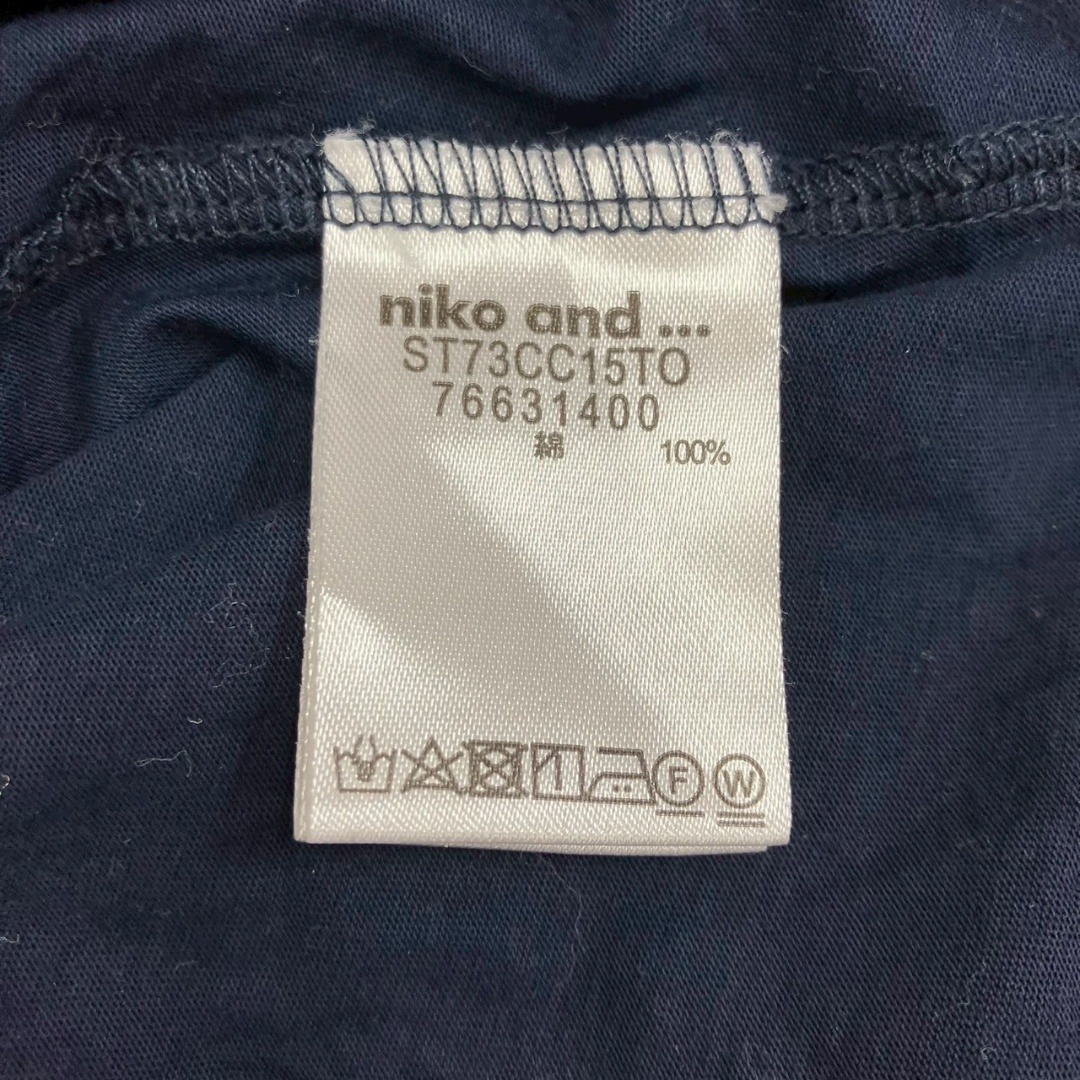 niko and ...
ST73CC15TO
76631400
綿 100%
F W